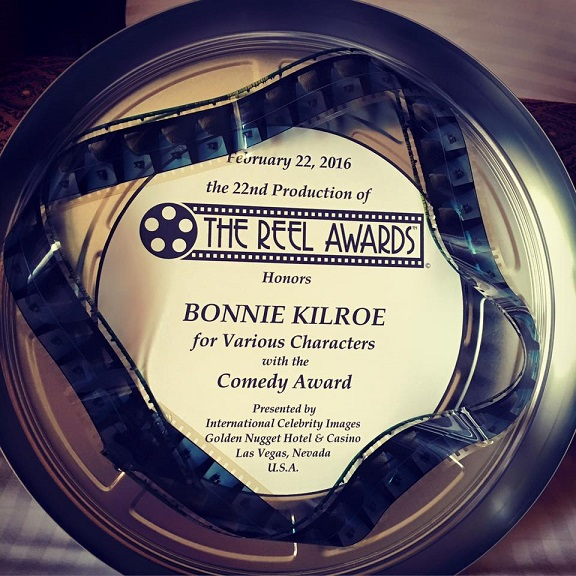 February 22, 2016
the 22nd Production of
THE REEL AWARDS™
©
Honors
BONNIE KILROE
for Various Characters
with the
Comedy Award
Presented by
International Celebrity Images
Golden Nugget Hotel & Casino
Las Vegas, Nevada
U.S.A.